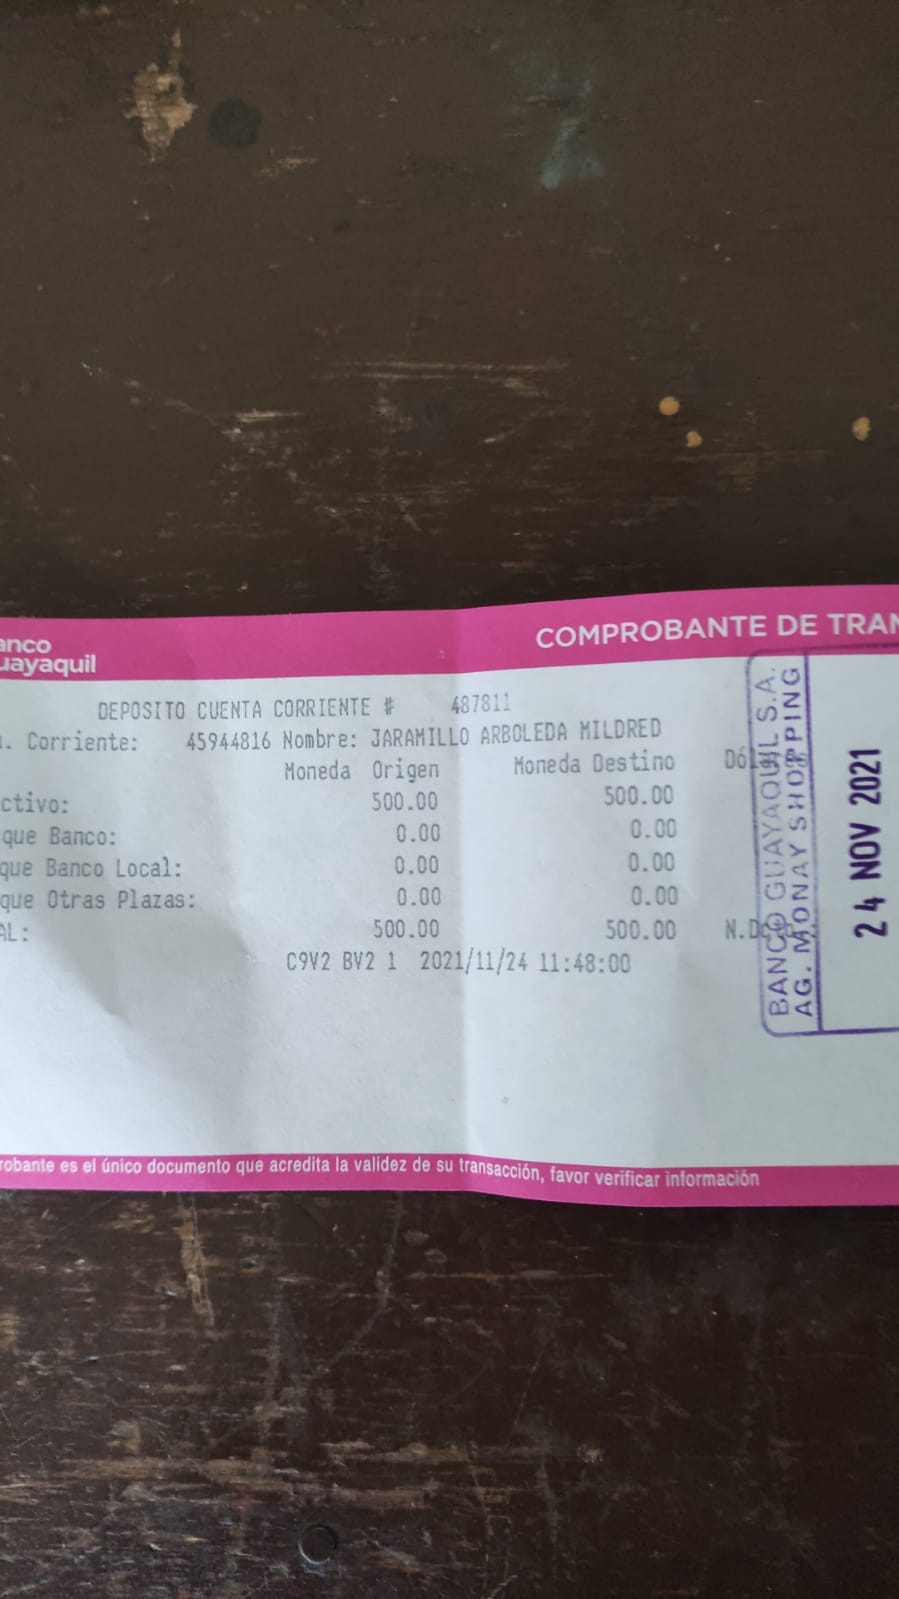 anco
uayaquil
COMPROBANTE DE TRAN
DEPOSITO CUENTA CORRIENTE # 487811
. Corriente: 45944816 Nombre: JARAMILLO ARBOLEDA MILDRED
Moneda Origen Moneda Destino Dólares
ctivo: 500.00 500.00
que Banco: 0.00 0.00
que Banco Local: 0.00 0.00
que Otras Plazas: 0.00 0.00
AL: 500.00 500.00 N.Dcto.:
C9V2 BV2 1 2021/11/24 11:48:00
BANCO GUAYAQUIL S.A.
AG. MONAY SHOPPING
24 NOV 2021
robante es el único documento que acredita la validez de su transacción, favor verificar información